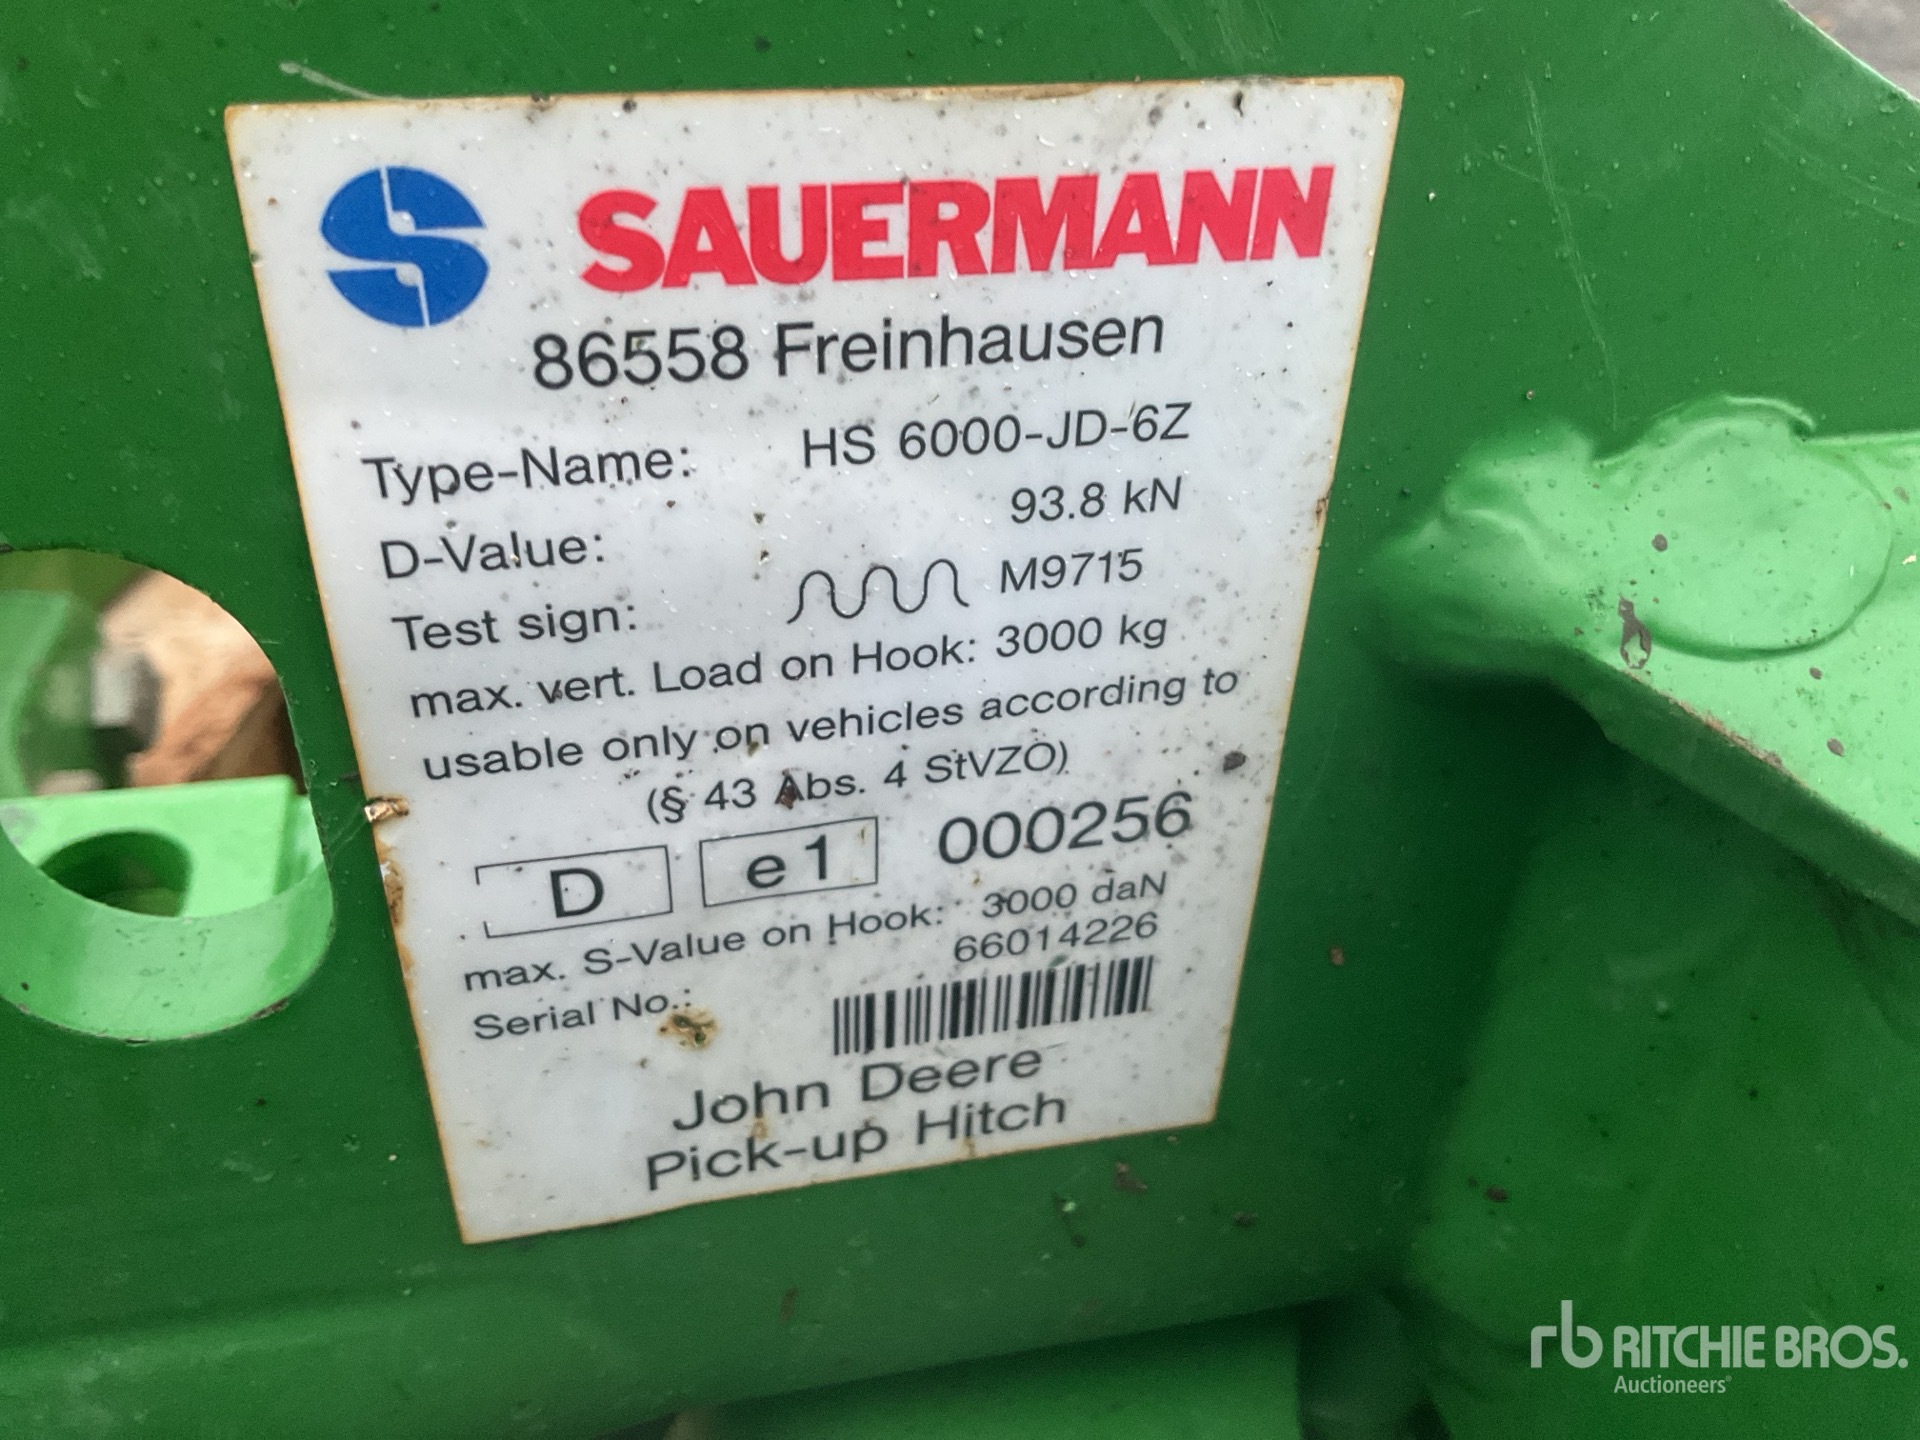 SAUERMANN
86558 Freinhausen
Type-Name: HS 6000-JD-6Z
D-Value: 93.8 kN
Test sign: M9715
max. vert. Load on Hook: 3000 kg
usable only on vehicles according to
(§ 43 Abs. 4 StVZO)
D e1 000256
max. S-Value on Hook: 3000 daN
Serial No.: 66014226
John Deere
Pick-up Hitch
rb RITCHIE BROS.
Auctioneers